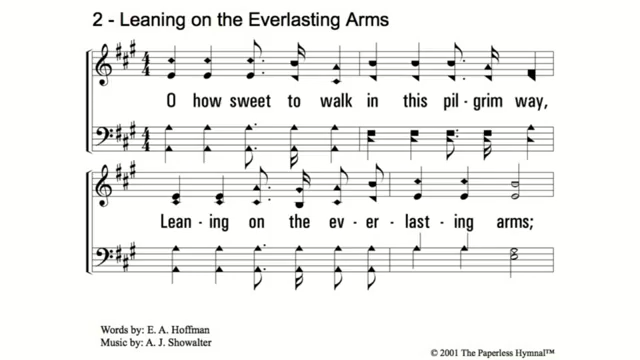 2 - Leaning on the Everlasting Arms
O how sweet to walk in this pil - grim way,
Lean - ing on the ev - er - last - ing arms;
Words by: E. A. Hoffman
Music by: A. J. Showalter
© 2001 The Paperless Hymnal™